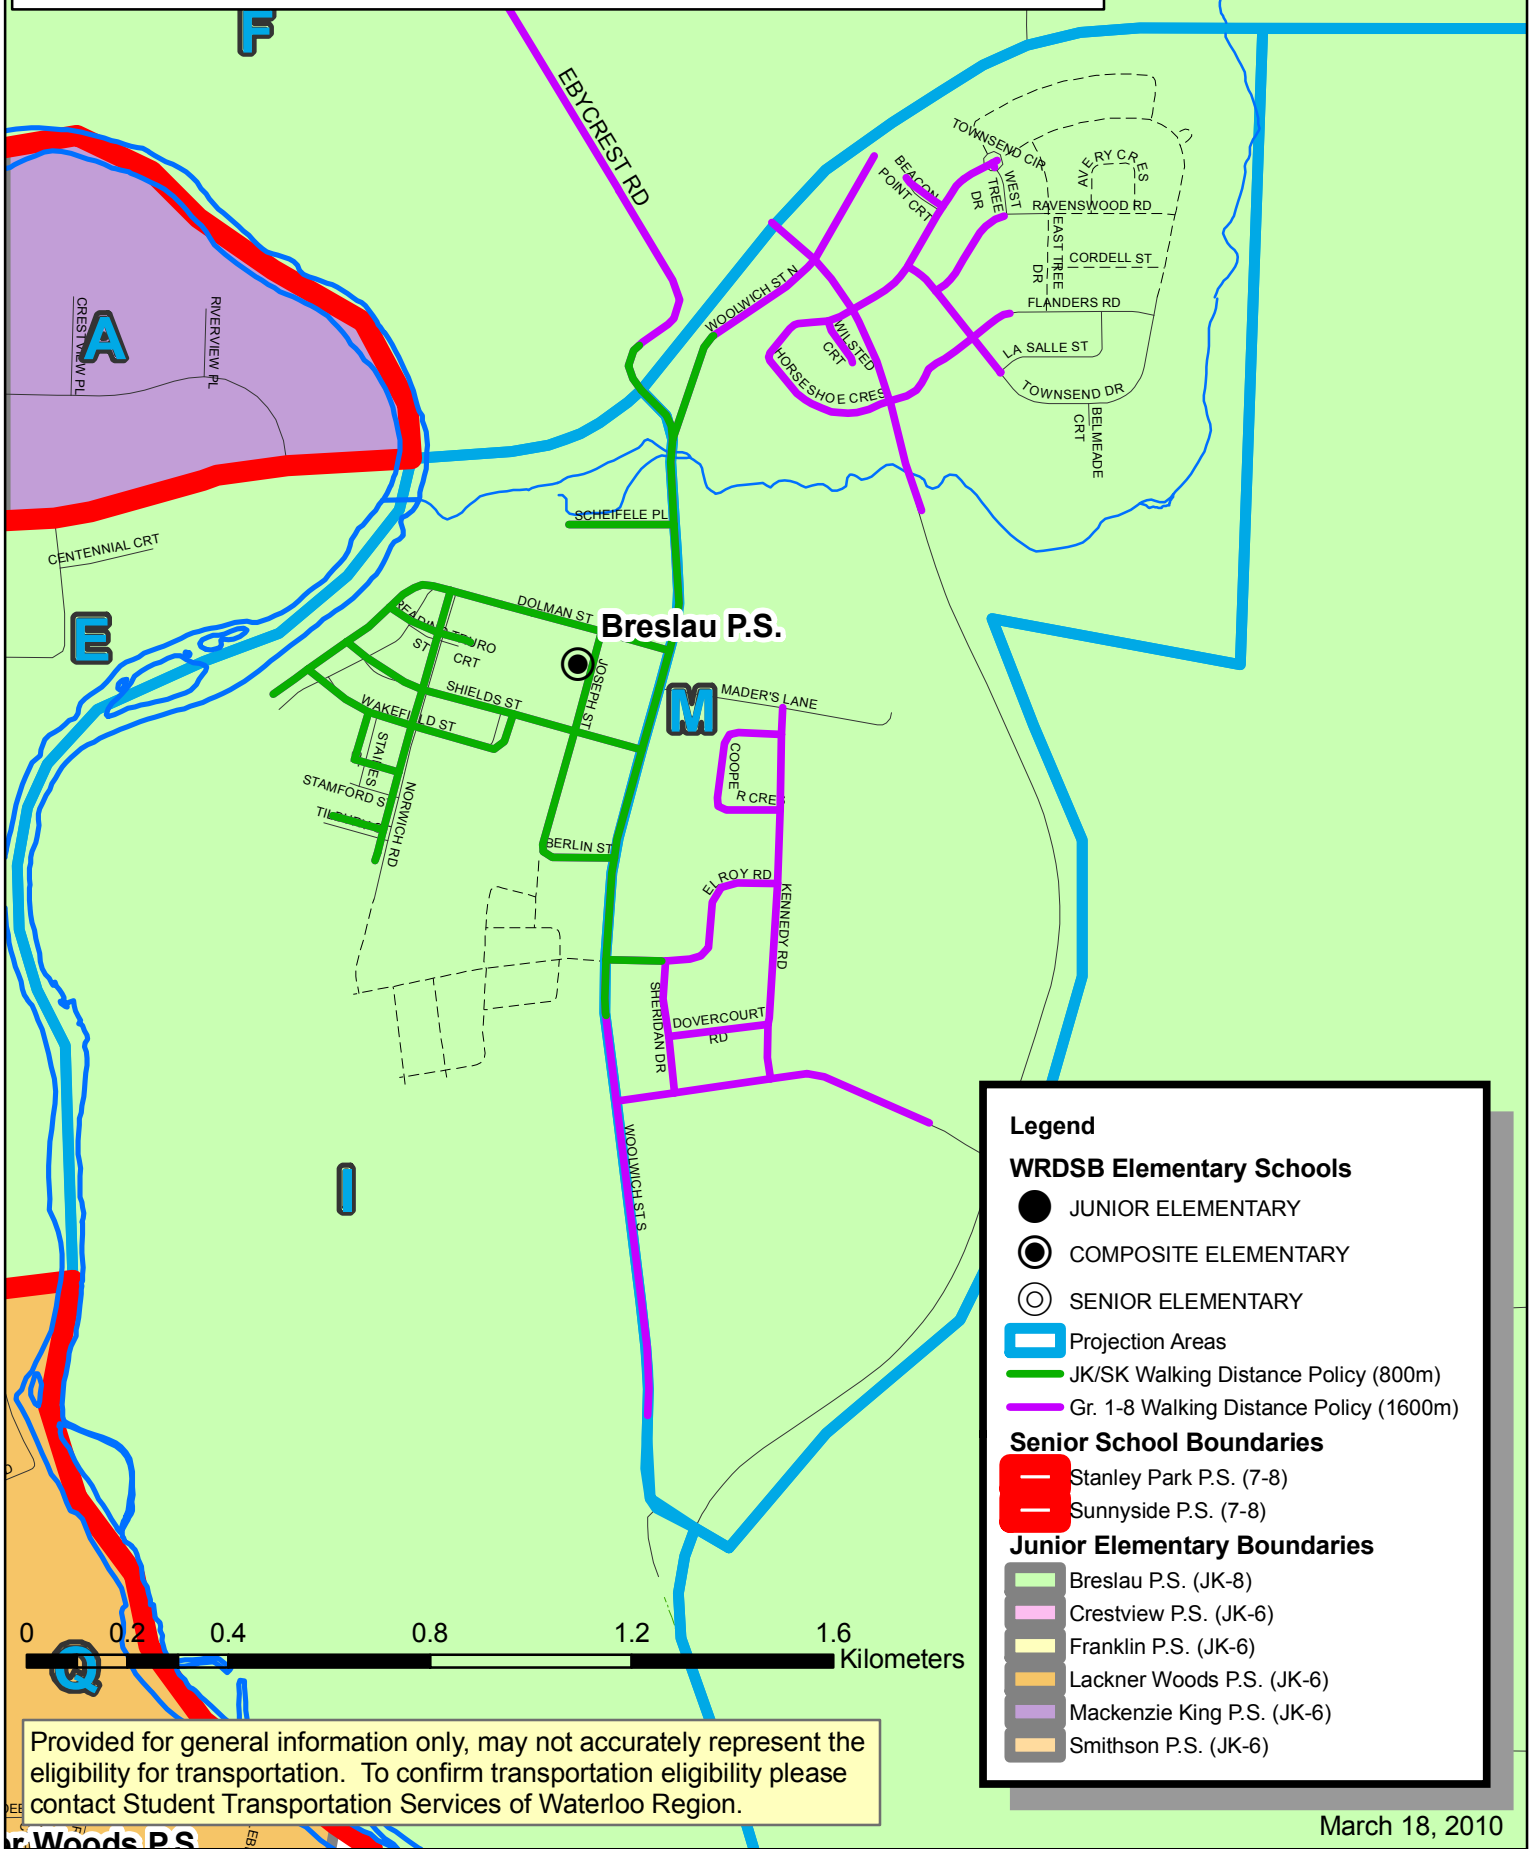 F
EBYCREST RD
TOWNSEND CIR
BEACON
POINT CRT
WEST
TREE
DR
AVERY CRES
RAVENSWOOD RD
EAST TREE
DR
CORDELL ST
FLANDERS RD
LA SALLE ST
TOWNSEND DR
BELMEADE
CRT
WOOLWICH ST N
WILSTED
CRT
HORSESHOE CRES
A
CRESTVIEW PL
RIVERVIEW PL
CENTENNIAL CRT
E
SCHEIFELE PL
DOLMAN ST
Breslau P.S.
READING
ST
TRURO
CRT
JOSEPH ST
SHIELDS ST
WAKEFIELD ST
STAINES
STAMFORD S
NORWICH RD
BERLIN ST
M
MADER'S LANE
COOPE
R CRES
ELROY RD
KENNEDY RD
SHERIDAN DR
DOVERCOURT
RD
WOOLWICH ST S
I
Q
Legend
WRDSB Elementary Schools
JUNIOR ELEMENTARY
COMPOSITE ELEMENTARY
SENIOR ELEMENTARY
Projection Areas
JK/SK Walking Distance Policy (800m)
Gr. 1-8 Walking Distance Policy (1600m)
Senior School Boundaries
Stanley Park P.S. (7-8)
Sunnyside P.S. (7-8)
Junior Elementary Boundaries
Breslau P.S. (JK-8)
Crestview P.S. (JK-6)
Franklin P.S. (JK-6)
Lackner Woods P.S. (JK-6)
Mackenzie King P.S. (JK-6)
Smithson P.S. (JK-6)
0 0.2 0.4 0.8 1.2 1.6
Kilometers
Provided for general information only, may not accurately represent the
eligibility for transportation. To confirm transportation eligibility please
contact Student Transportation Services of Waterloo Region.
r Woods P.S.
March 18, 2010